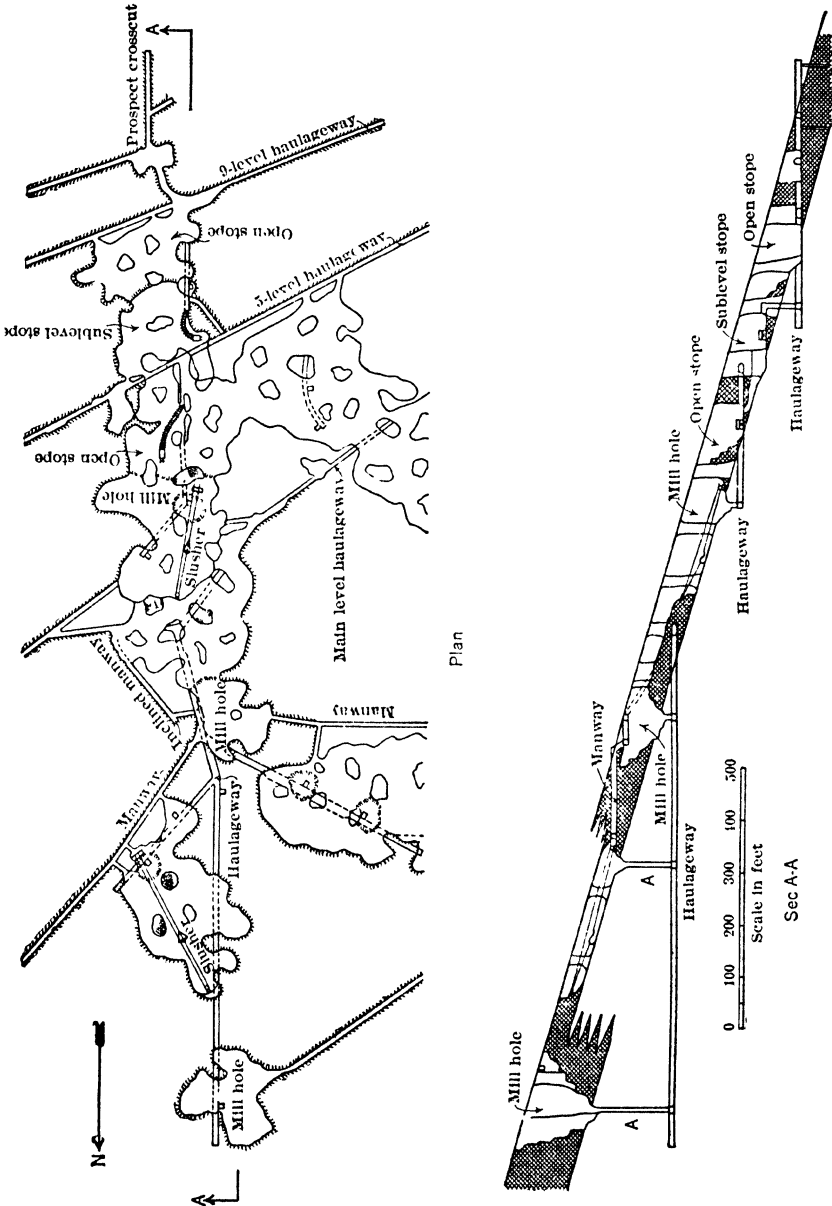 A
Prospect crosscut
9-level haulageway
Open stope
5-level haulageway
Sublevel stope
Open stope
Mill hole
Slusher
Main level haulageway
Inclined manway
Mill hole
Manway
Manway
Haulageway
Slusher
Mill hole
N
A
Plan
Open stope
Sublevel stope
Haulageway
Open stope
Mill hole
Haulageway
Manway
Mill hole
Haulageway
A
Mill hole
A
0 100 200 300 100 500
Scale in feet
Sec A-A